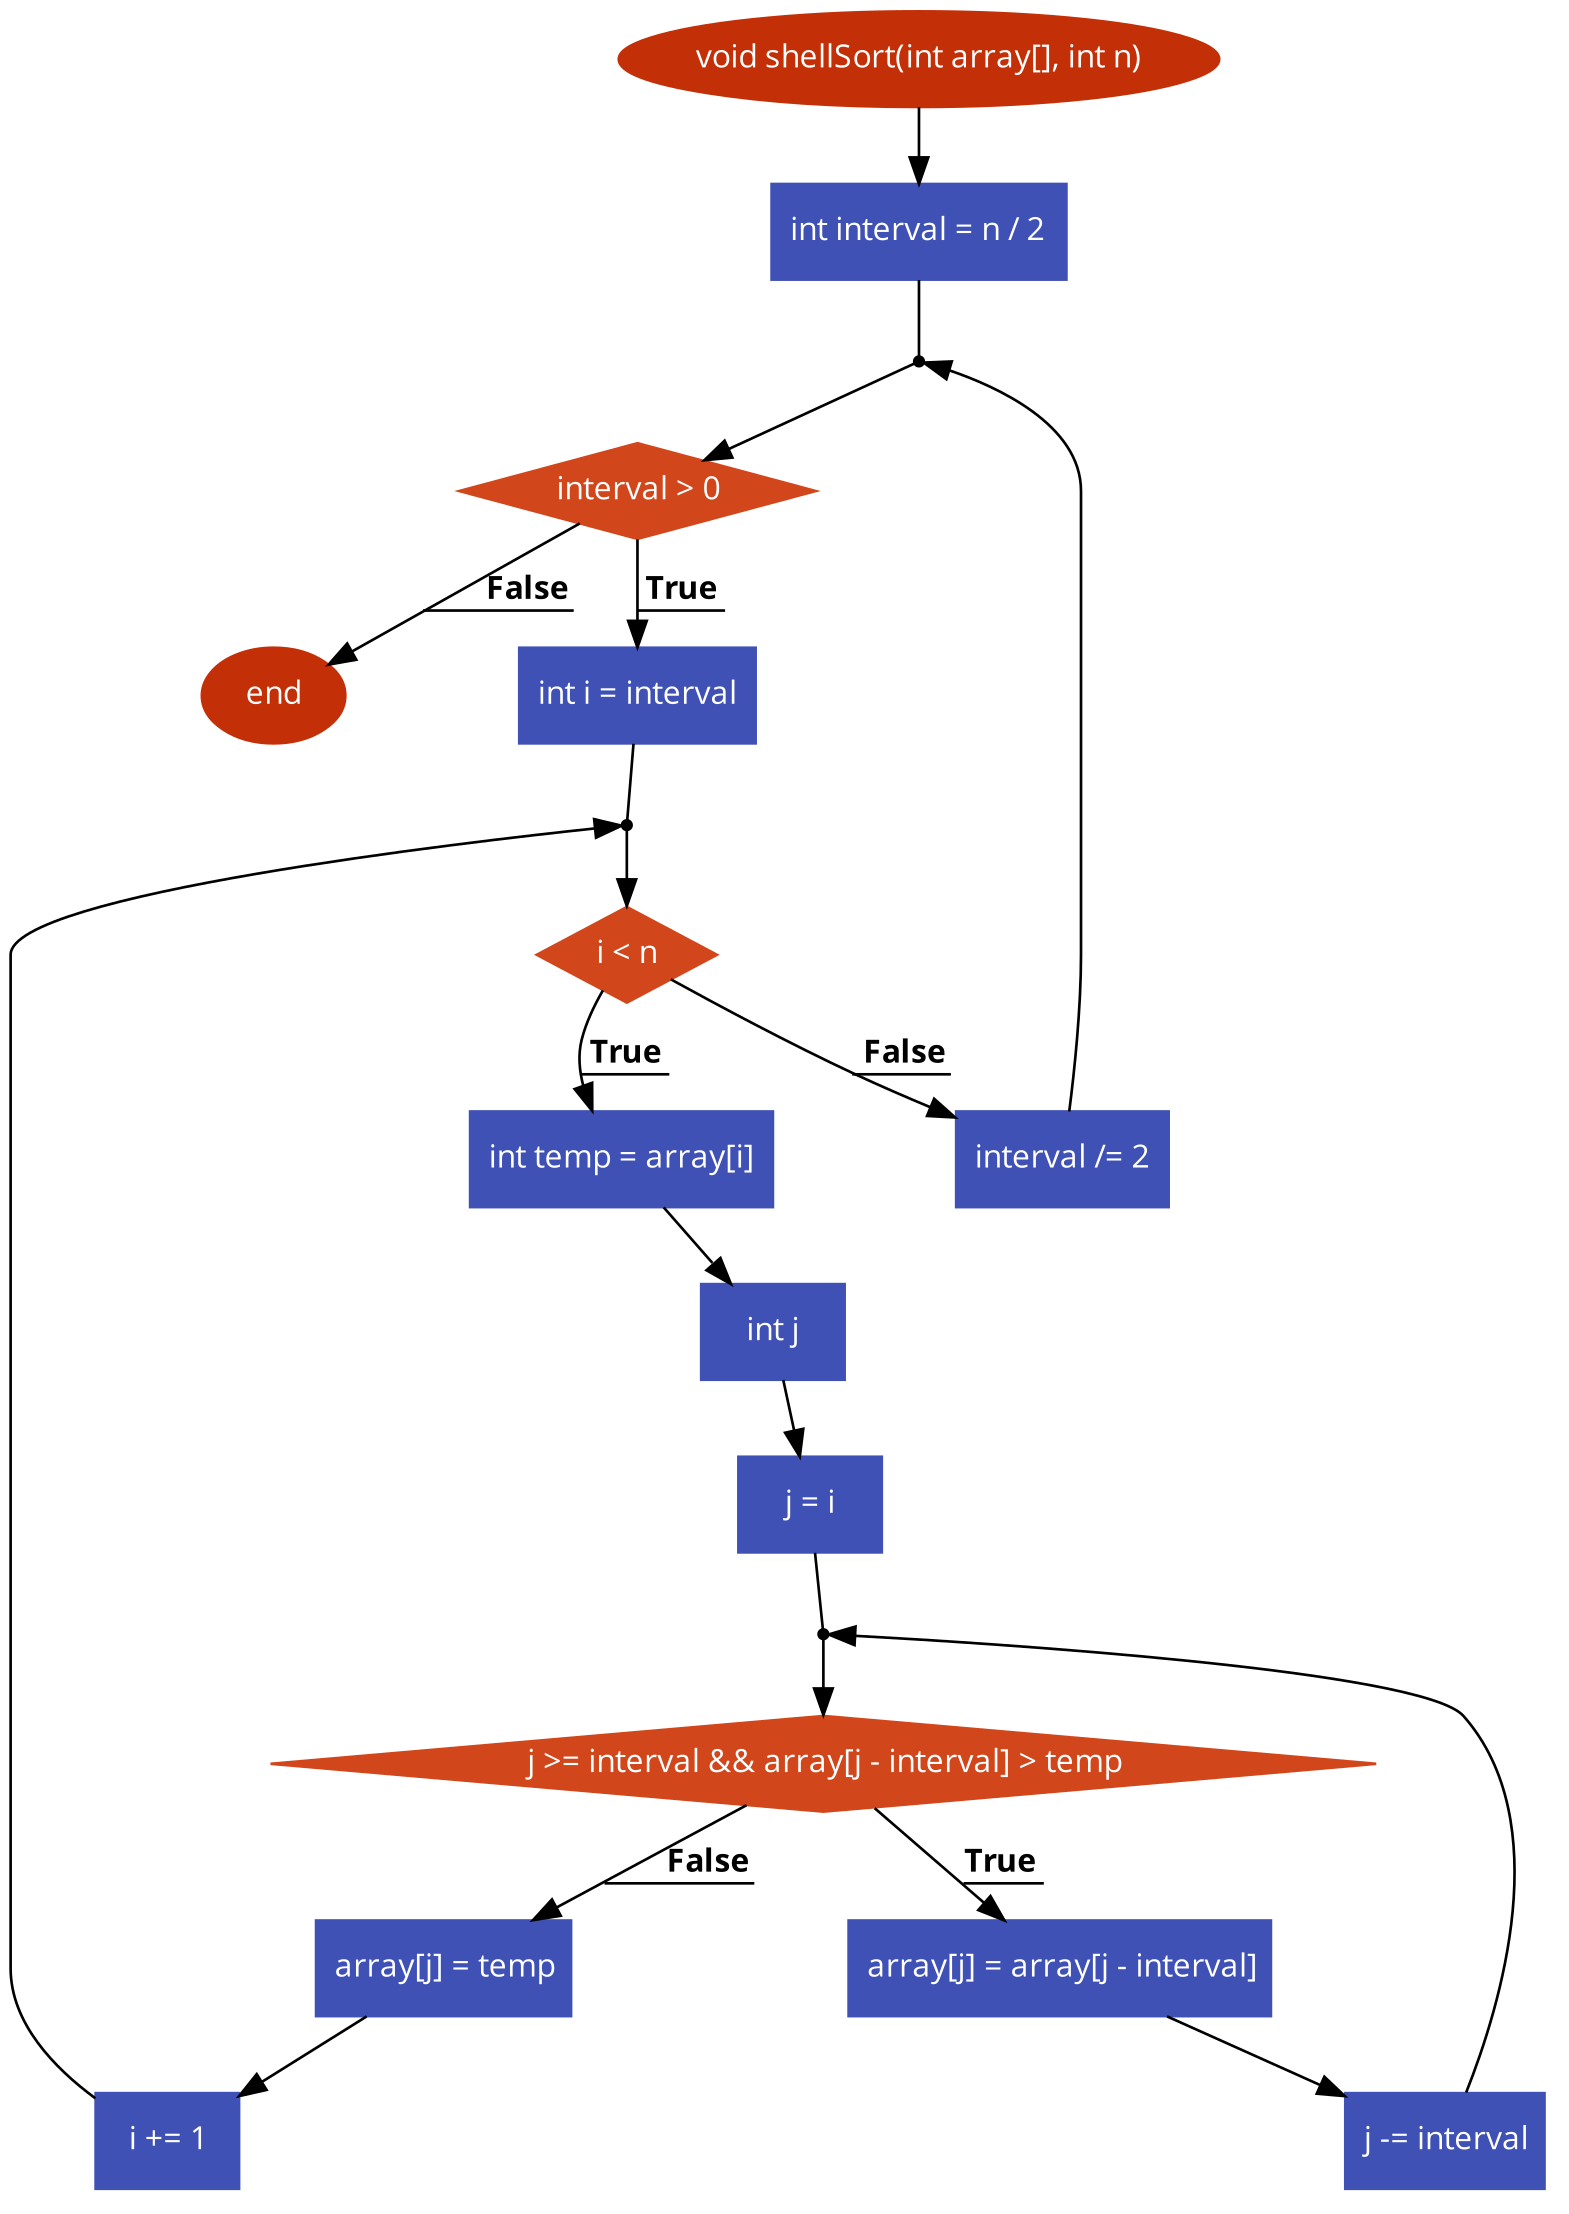 void shellSort(int array[], int n)
int interval = n / 2
interval > 0
False
True
end
int i = interval
i < n
True
False
int temp = array[i]
interval /= 2
int j
j = i
j >= interval && array[j - interval] > temp
False
True
array[j] = temp
array[j] = array[j - interval]
i += 1
j -= interval